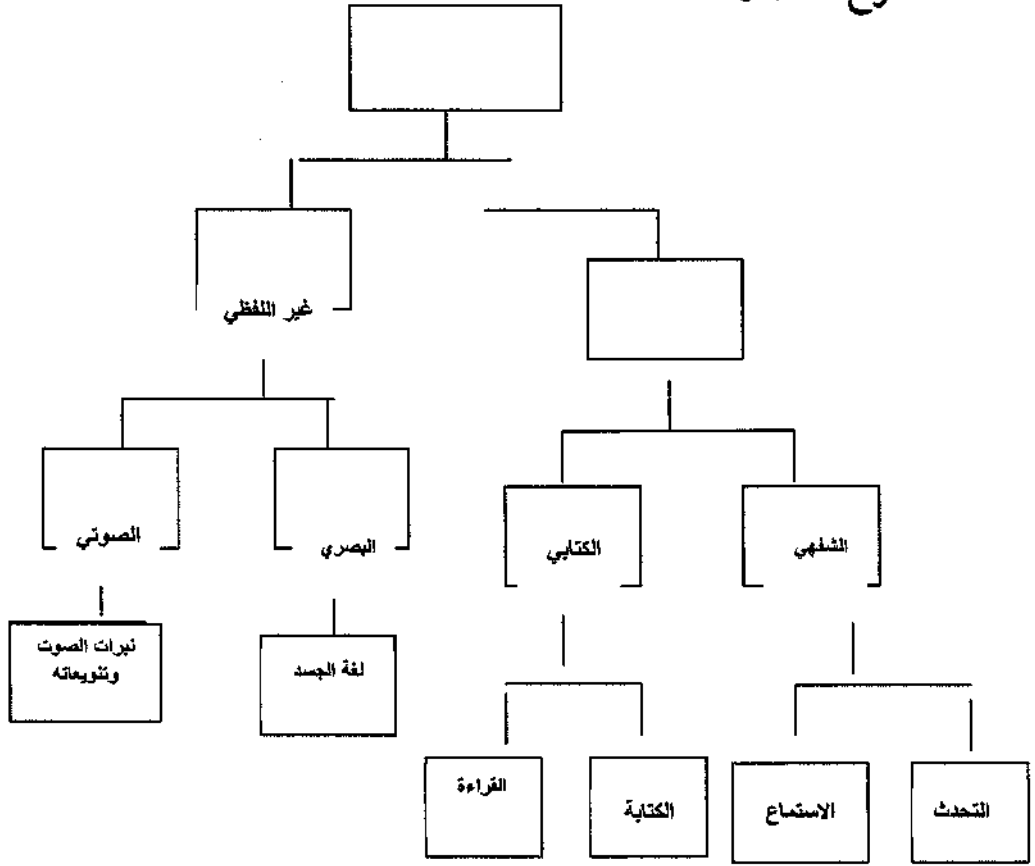 غير اللفظي
الشفهي
الكتابي
البصري
الصوتي
نبرات الصوت
وتنويعاته
لغة الجسد
التحدث
الاستماع
الكتابة
القراءة